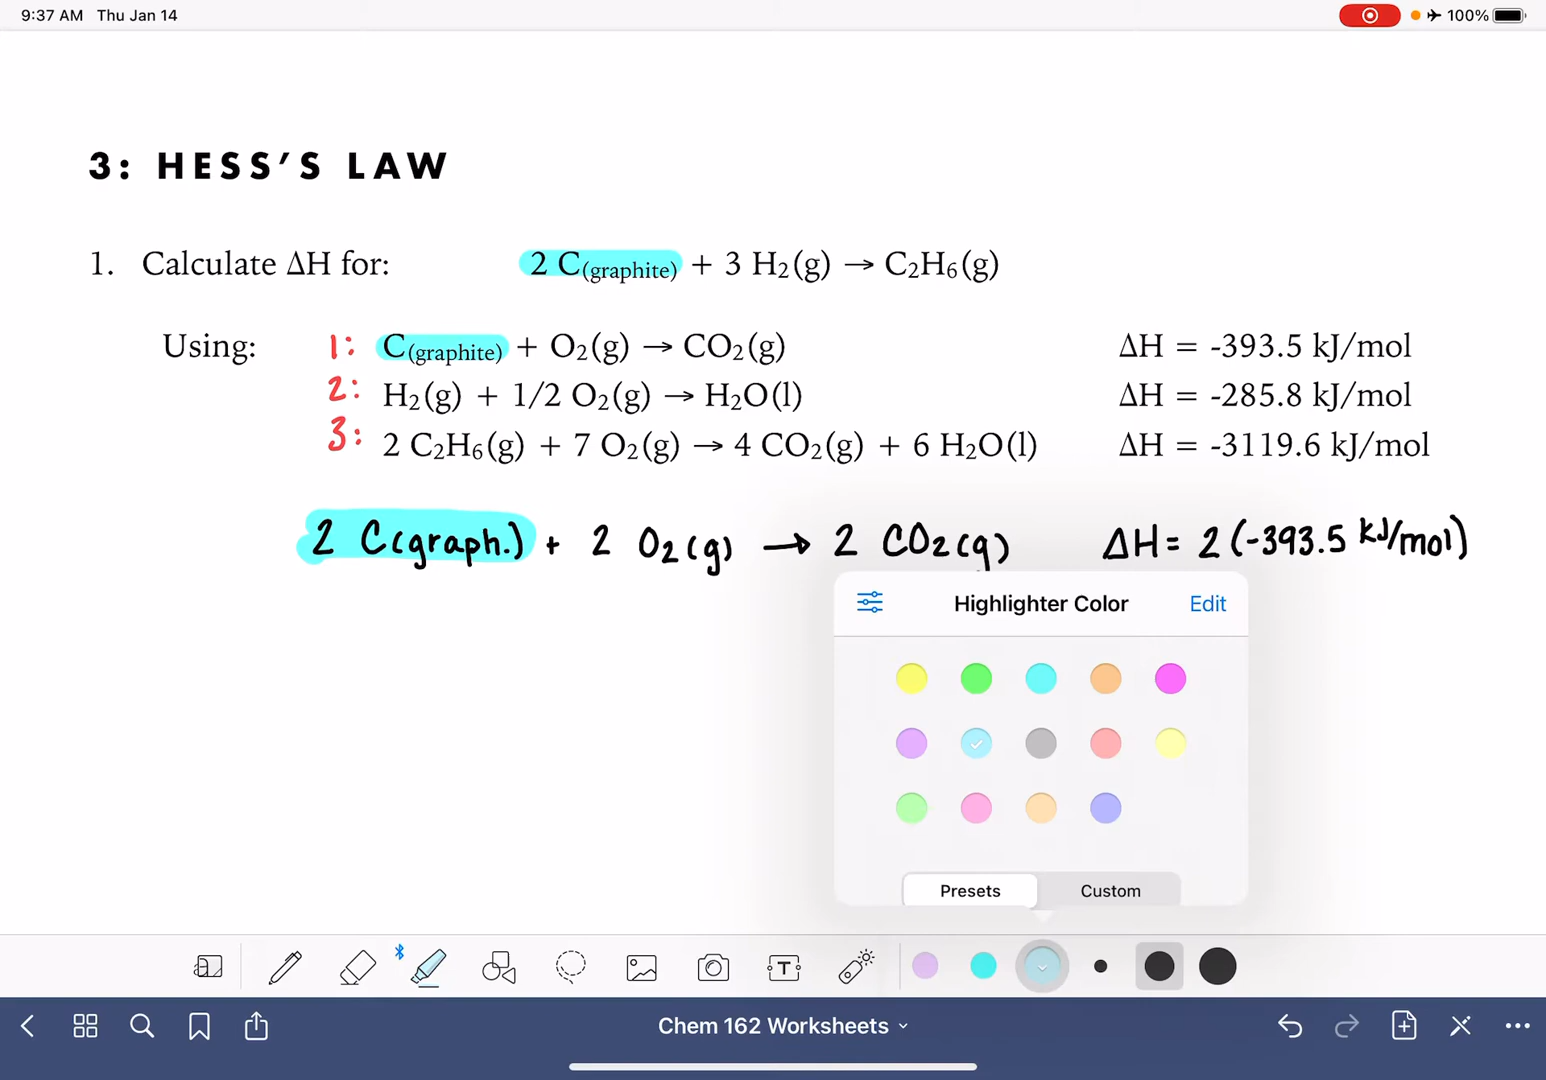 9:37 AM Thu Jan 14 100%
3: HESS'S LAW
1. Calculate ΔH for: 2 C(graphite) + 3 H₂(g) → C₂H₆(g)
Using: 1: C(graphite) + O₂(g) → CO₂(g) ΔH = -393.5 kJ/mol
2: H₂(g) + 1/2 O₂(g) → H₂O(l) ΔH = -285.8 kJ/mol
3: 2 C₂H₆(g) + 7 O₂(g) → 4 CO₂(g) + 6 H₂O(l) ΔH = -3119.6 kJ/mol
2 C(graph.) + 2 O₂(g) → 2 CO₂(g) ΔH = 2(-393.5 kJ/mol)
Highlighter Color Edit
Presets Custom
Chem 162 Worksheets